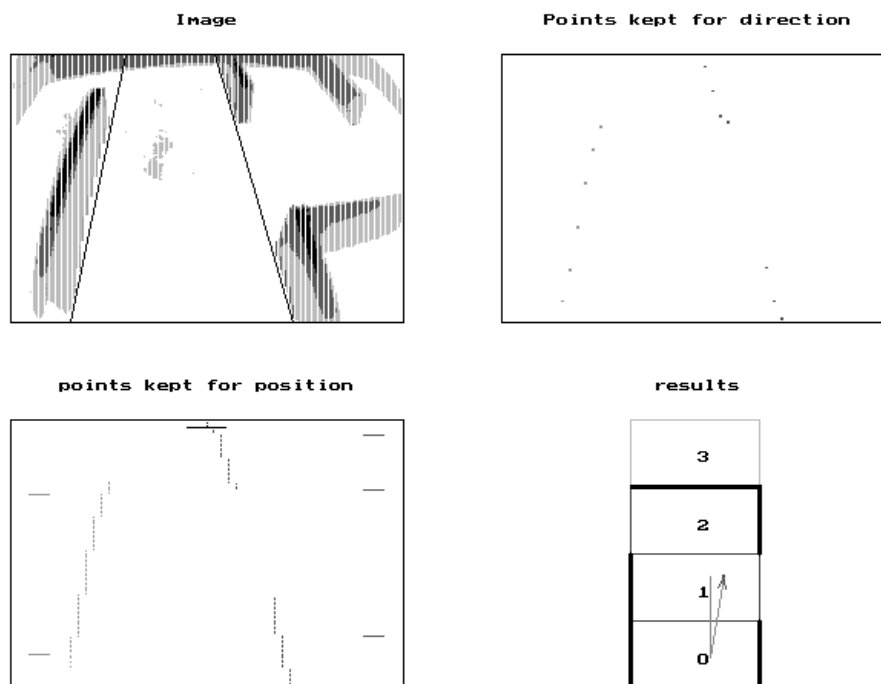 Image
Points kept for direction
points kept for position
results
3
2
1
0